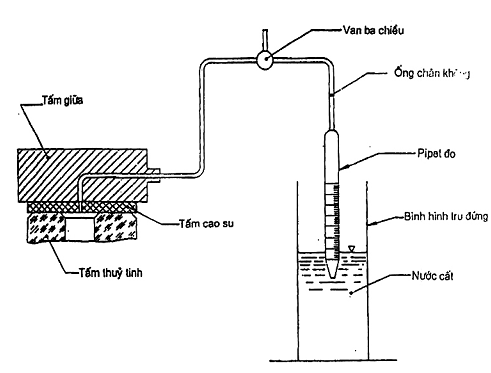 Van ba chiều
Ống chân không
Tấm giữa
Pipet đo
Tấm cao su
Bình hình trụ đứng
Tấm thuỷ tinh
Nước cất